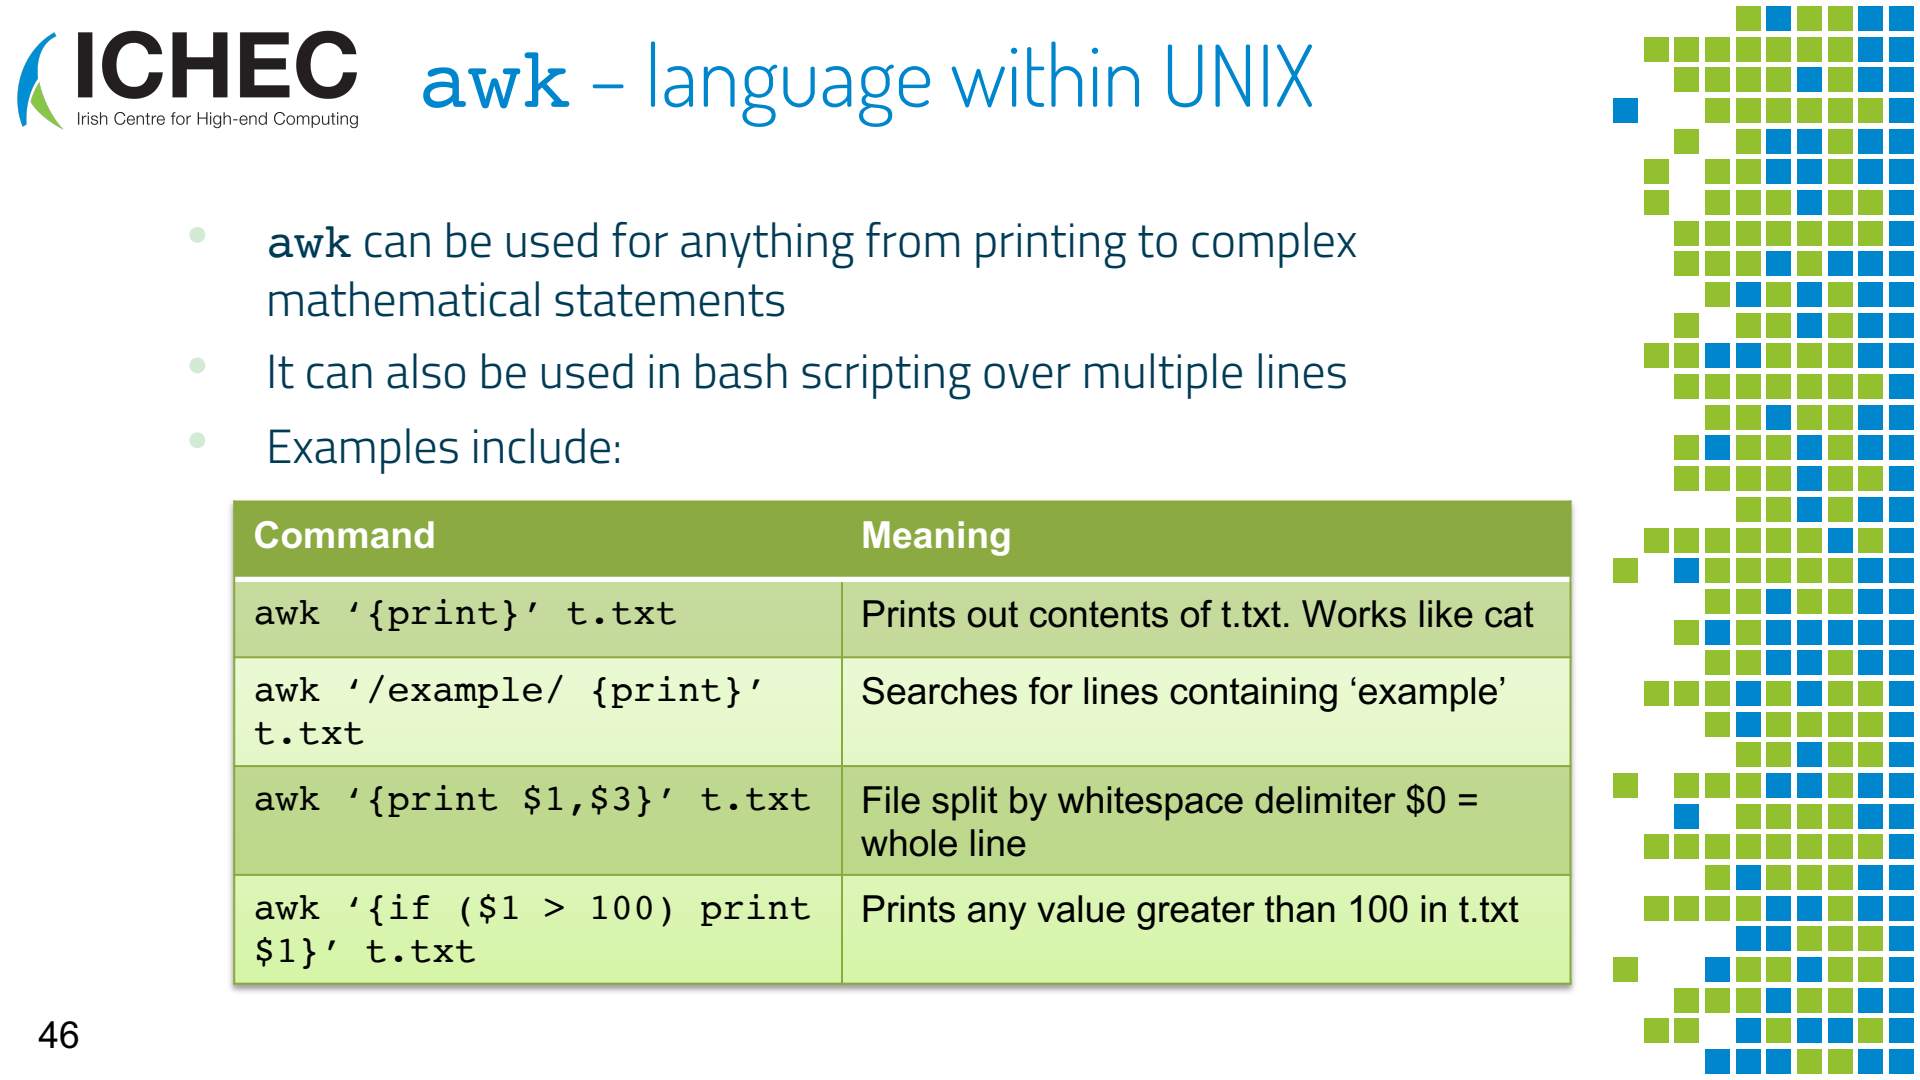 ICHEC
Irish Centre for High-end Computing
awk – language within UNIX
• awk can be used for anything from printing to complex
mathematical statements
• It can also be used in bash scripting over multiple lines
• Examples include:
Command Meaning
awk ‘{print}’ t.txt Prints out contents of t.txt. Works like cat
awk ‘/example/ {print}’ Searches for lines containing ‘example’
t.txt
awk ‘{print $1,$3}’ t.txt File split by whitespace delimiter $0 =
whole line
awk ‘{if ($1 > 100) print Prints any value greater than 100 in t.txt
$1}’ t.txt
46